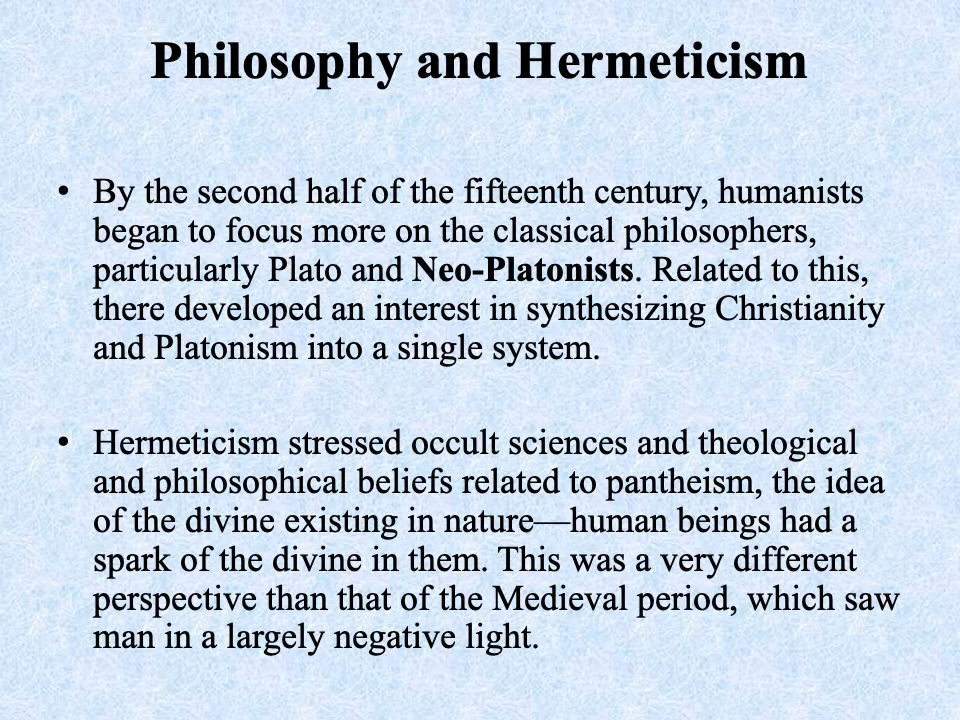 Philosophy and Hermeticism
• By the second half of the fifteenth century, humanists
began to focus more on the classical philosophers,
particularly Plato and Neo-Platonists. Related to this,
there developed an interest in synthesizing Christianity
and Platonism into a single system.
• Hermeticism stressed occult sciences and theological
and philosophical beliefs related to pantheism, the idea
of the divine existing in nature—human beings had a
spark of the divine in them. This was a very different
perspective than that of the Medieval period, which saw
man in a largely negative light.